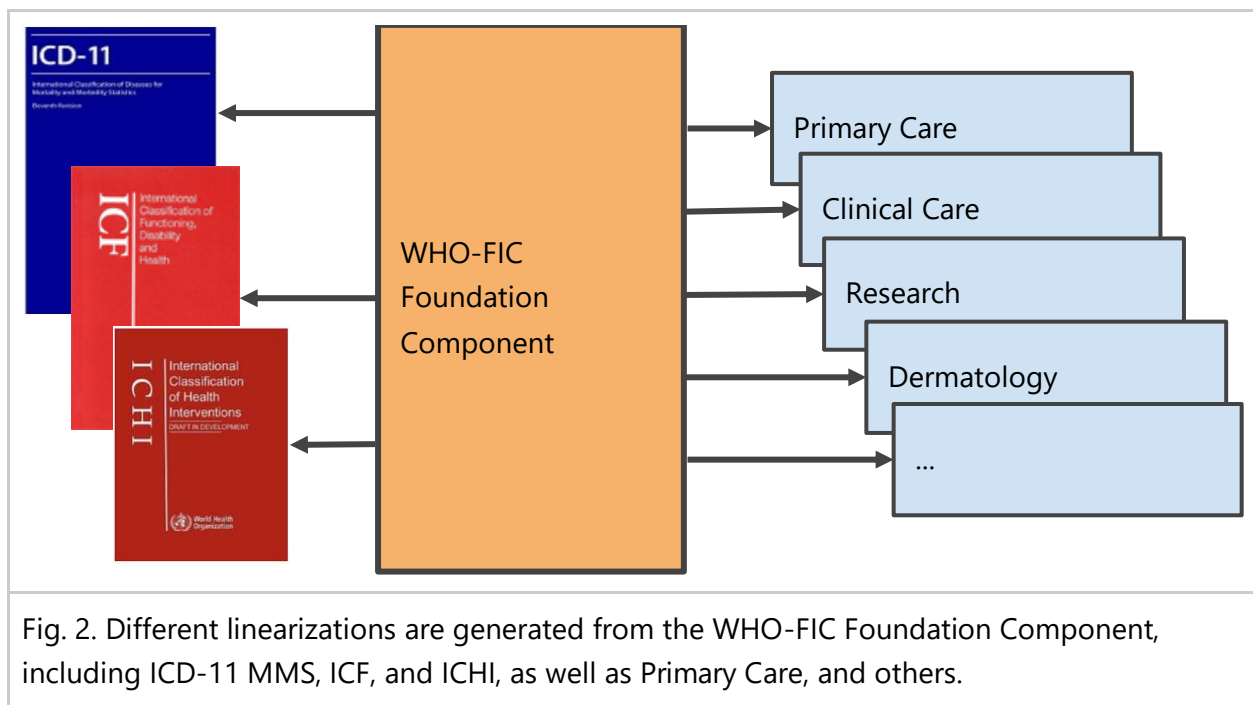 ICD-11
International Classification of Diseases for
Mortality and Morbidity Statistics
Eleventh Revision
ICF
International
Classification of
Functioning,
Disability
and
Health
ICHI
International
Classification
of Health
Interventions
DRAFT IN DEVELOPMENT
World Health
Organization
WHO-FIC
Foundation
Component
Primary Care
Clinical Care
Research
Dermatology
...
Fig. 2. Different linearizations are generated from the WHO-FIC Foundation Component,
including ICD-11 MMS, ICF, and ICHI, as well as Primary Care, and others.